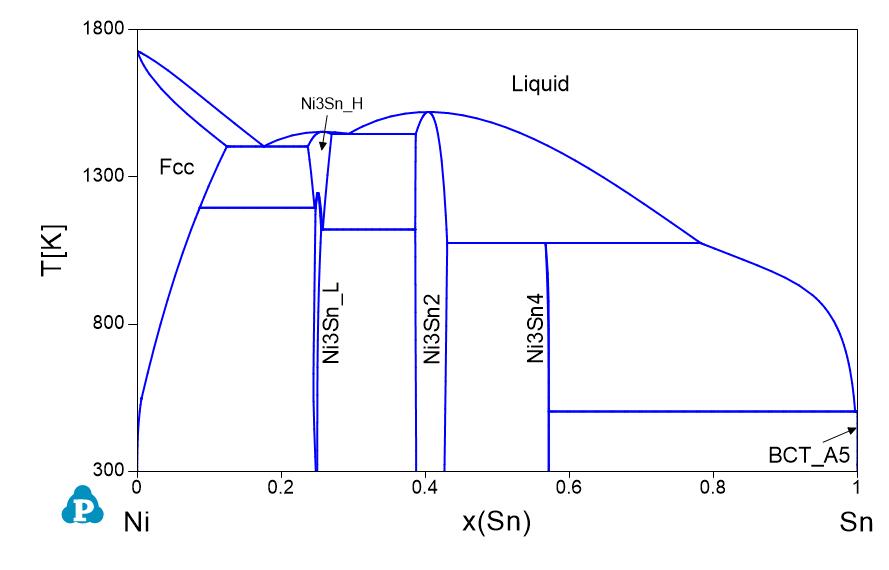 1800
Liquid
Ni3Sn_H
Fcc
1300
T[K]
Ni3Sn_L
Ni3Sn2
Ni3Sn4
800
BCT_A5
300
0 0.2 0.4 0.6 0.8 1
P
Ni x(Sn) Sn